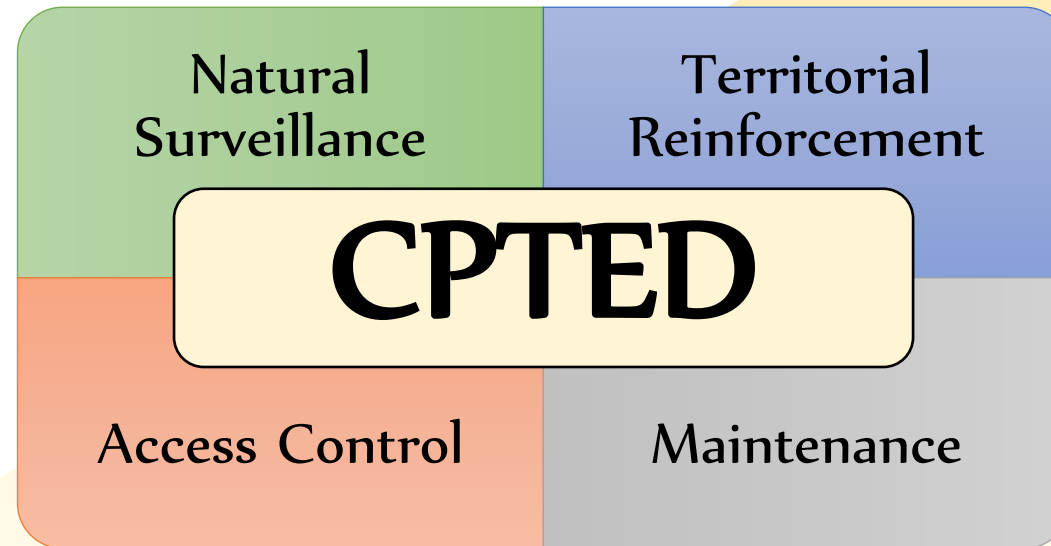 Natural
Surveillance
Territorial
Reinforcement
CPTED
Access Control
Maintenance